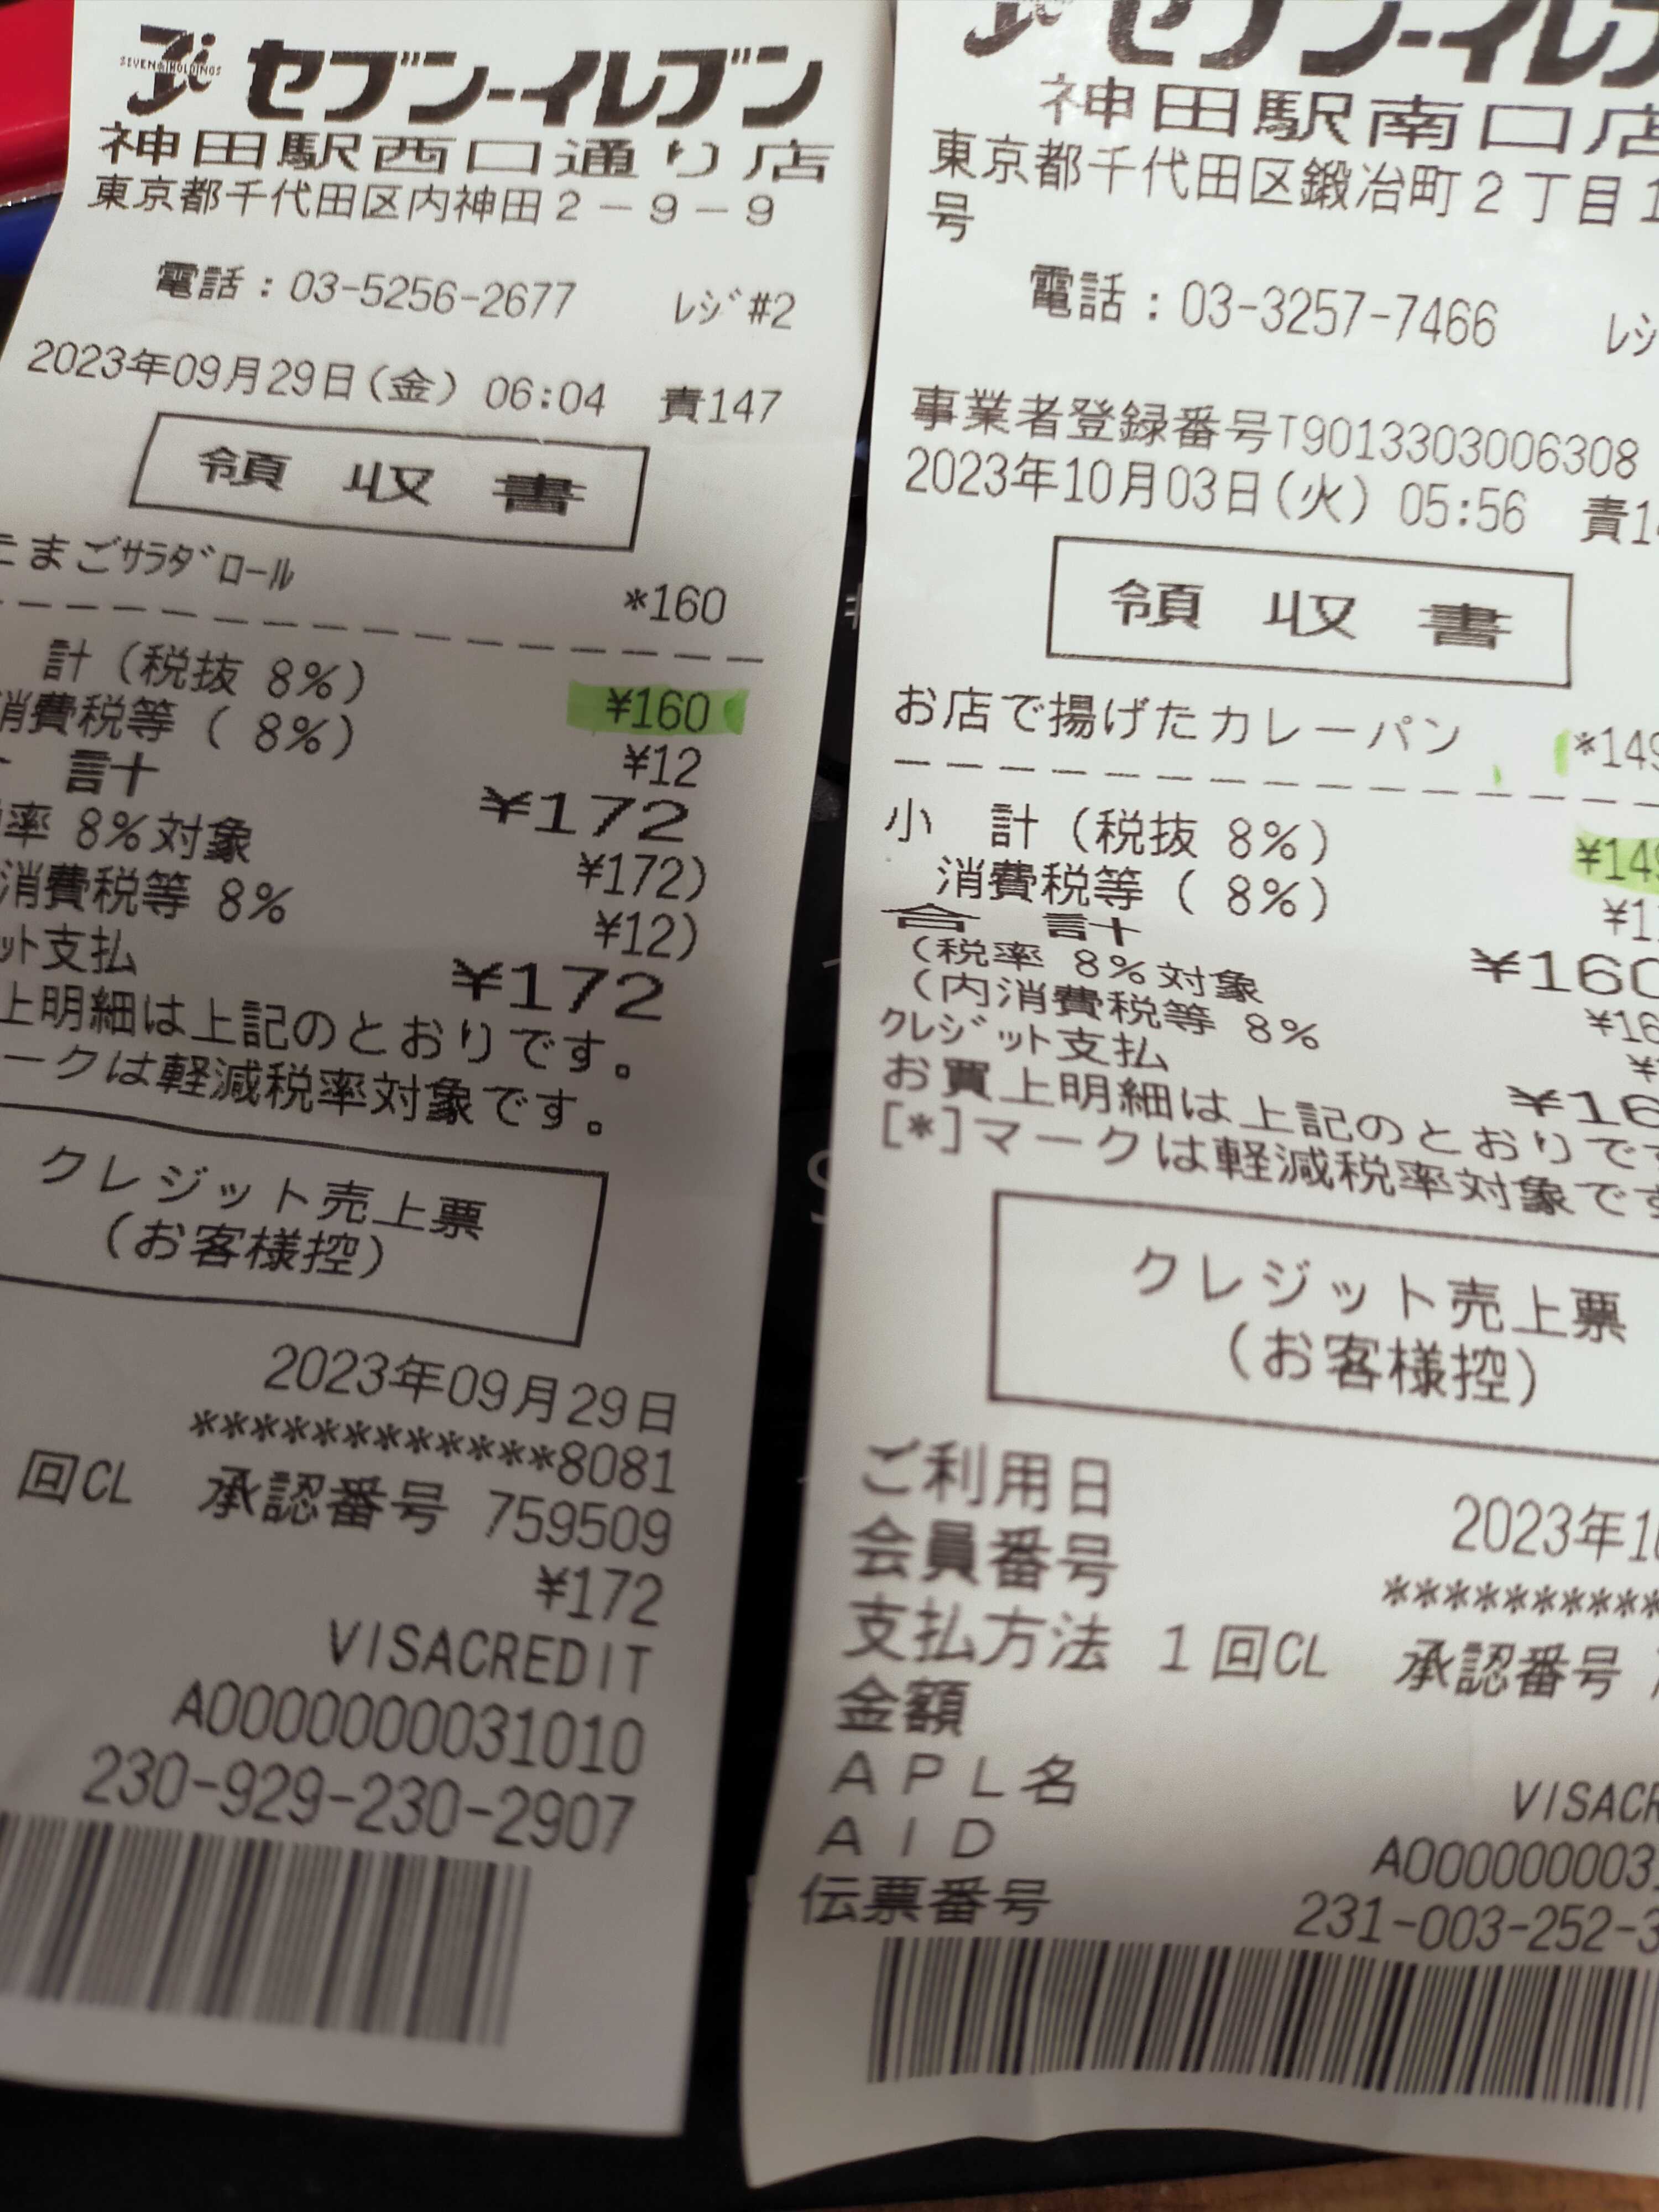 SEVEN&i HOLDINGS
セブン-イレブン
神田駅西口通り店
東京都千代田区内神田2-9-9
電話:03-5256-2677 レジ#2
2023年09月29日(金) 06:04 責147
領 収 書
たまごサラダロール *160
計(税抜 8%) ¥160
消費税等( 8%) ¥12
計 ¥172
率 8%対象 ¥172)
消費税等 8% ¥12)
ット支払 ¥172
上明細は上記のとおりです。
ークは軽減税率対象です。
クレジット売上票
(お客様控)
2023年09月29日
************8081
回CL 承認番号 759509
¥172
VISACREDIT
A0000000031010
230-929-230-2907
セブン-イレブ
神田駅南口店
東京都千代田区鍛冶町2丁目1
号
電話:03-3257-7466 レジ
事業者登録番号T9013303006308
2023年10月03日(火) 05:56 責14
領 収 書
お店で揚げたカレーパン *149
小 計(税抜 8%) ¥149
消費税等( 8%) ¥11
合 計 ¥160
(税率 8%対象 ¥16
(内消費税等 8% ¥
クレジット支払 ¥16
お買上明細は上記のとおりです
[*]マークは軽減税率対象です
クレジット売上票
(お客様控)
ご利用日 2023年10
会員番号 **********
支払方法 1回CL 承認番号
金額
APL名 VISACR
AID A000000003
伝票番号 231-003-252-3